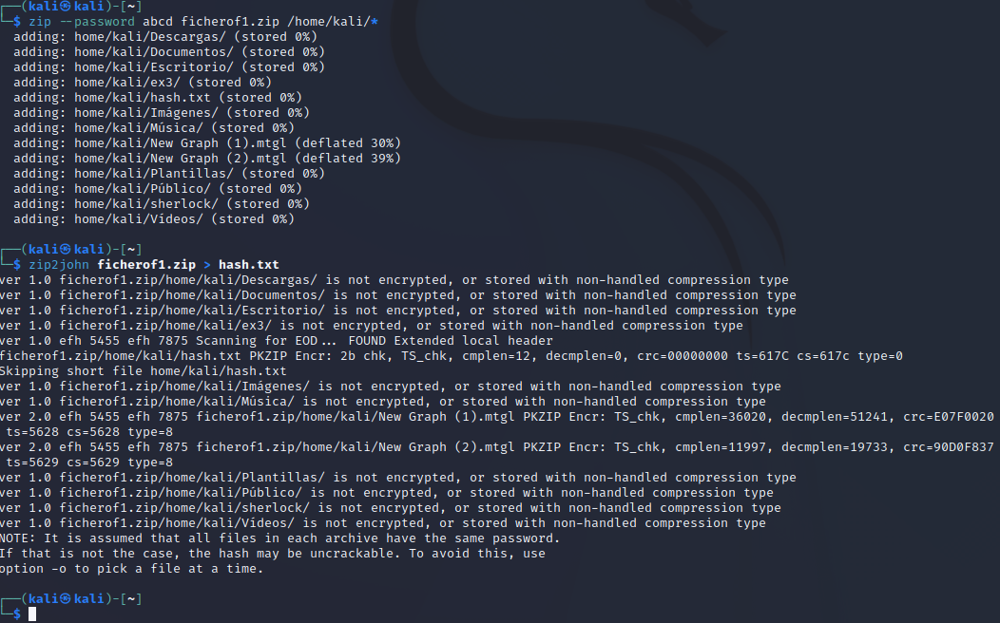 ┌──(kali㉿kali)-[~]
└─$ zip --password abcd ficherof1.zip /home/kali/*
  adding: home/kali/Descargas/ (stored 0%)
  adding: home/kali/Documentos/ (stored 0%)
  adding: home/kali/Escritorio/ (stored 0%)
  adding: home/kali/ex3/ (stored 0%)
  adding: home/kali/hash.txt (stored 0%)
  adding: home/kali/Imágenes/ (stored 0%)
  adding: home/kali/Música/ (stored 0%)
  adding: home/kali/New Graph (1).mtgl (deflated 30%)
  adding: home/kali/New Graph (2).mtgl (deflated 39%)
  adding: home/kali/Plantillas/ (stored 0%)
  adding: home/kali/Público/ (stored 0%)
  adding: home/kali/sherlock/ (stored 0%)
  adding: home/kali/Vídeos/ (stored 0%)
┌──(kali㉿kali)-[~]
└─$ zip2john ficherof1.zip > hash.txt
ver 1.0 ficherof1.zip/home/kali/Descargas/ is not encrypted, or stored with non-handled compression type
ver 1.0 ficherof1.zip/home/kali/Documentos/ is not encrypted, or stored with non-handled compression type
ver 1.0 ficherof1.zip/home/kali/Escritorio/ is not encrypted, or stored with non-handled compression type
ver 1.0 ficherof1.zip/home/kali/ex3/ is not encrypted, or stored with non-handled compression type
ver 1.0 efh 5455 efh 7875 Scanning for EOD... FOUND Extended local header
ficherof1.zip/home/kali/hash.txt PKZIP Encr: 2b chk, TS_chk, cmplen=12, decmplen=0, crc=00000000 ts=617C cs=617c type=0
Skipping short file home/kali/hash.txt
ver 1.0 ficherof1.zip/home/kali/Imágenes/ is not encrypted, or stored with non-handled compression type
ver 1.0 ficherof1.zip/home/kali/Música/ is not encrypted, or stored with non-handled compression type
ver 2.0 efh 5455 efh 7875 ficherof1.zip/home/kali/New Graph (1).mtgl PKZIP Encr: TS_chk, cmplen=36020, decmplen=51241, crc=E07F0020
 ts=5628 cs=5628 type=8
ver 2.0 efh 5455 efh 7875 ficherof1.zip/home/kali/New Graph (2).mtgl PKZIP Encr: TS_chk, cmplen=11997, decmplen=19733, crc=90D0F837
 ts=5629 cs=5629 type=8
ver 1.0 ficherof1.zip/home/kali/Plantillas/ is not encrypted, or stored with non-handled compression type
ver 1.0 ficherof1.zip/home/kali/Público/ is not encrypted, or stored with non-handled compression type
ver 1.0 ficherof1.zip/home/kali/sherlock/ is not encrypted, or stored with non-handled compression type
ver 1.0 ficherof1.zip/home/kali/Vídeos/ is not encrypted, or stored with non-handled compression type
NOTE: It is assumed that all files in each archive have the same password.
If that is not the case, the hash may be uncrackable. To avoid this, use
option -o to pick a file at a time.
┌──(kali㉿kali)-[~]
└─$